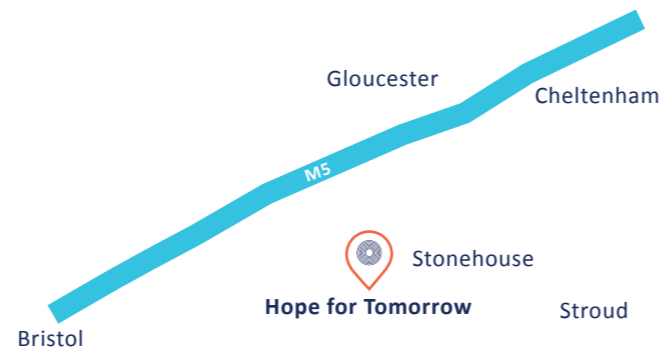 Gloucester
Cheltenham
M5
Stonehouse
Hope for Tomorrow
Stroud
Bristol